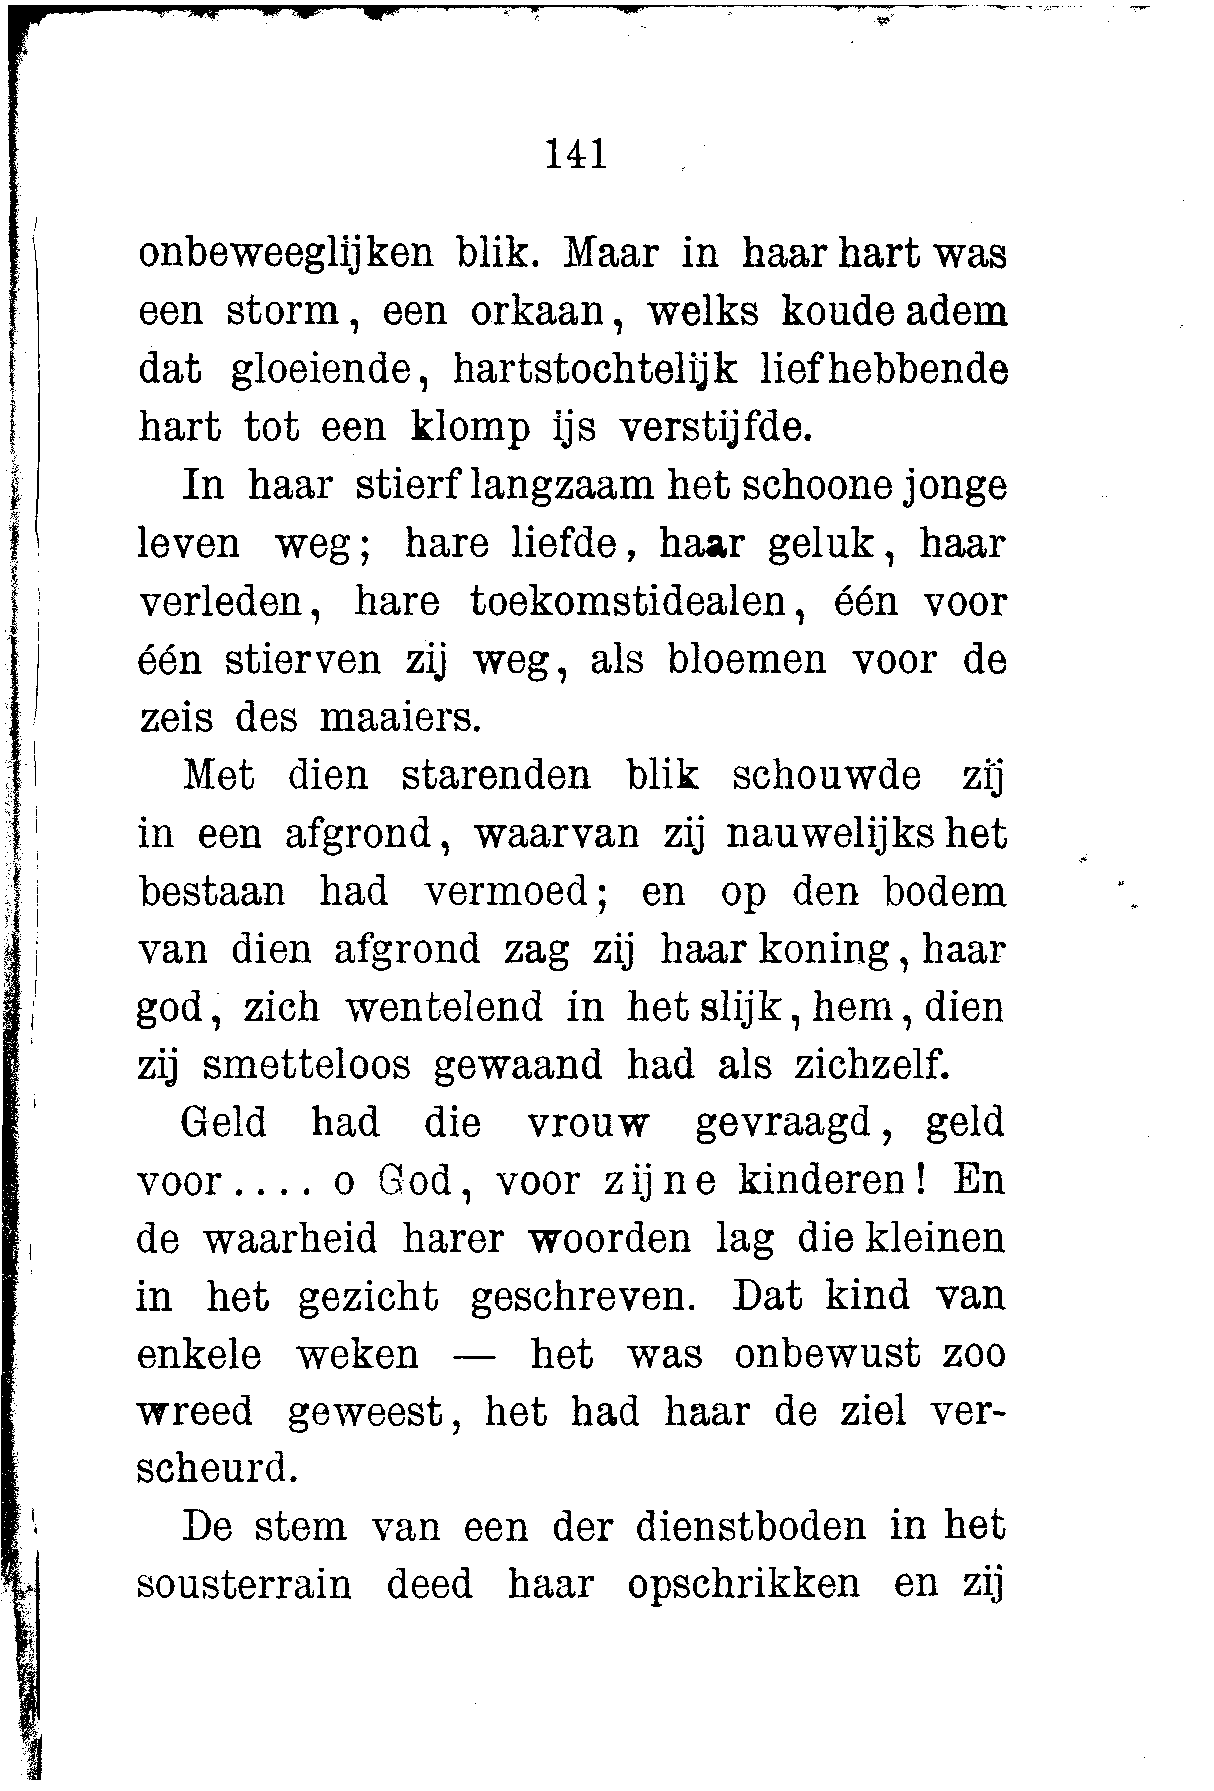 141
onbeweeglijken blik. Maar in haar hart was
een storm, een orkaan, welks koude adem
dat gloeiende, hartstochtelijk liefhebbende
hart tot een klomp ijs verstijfde.
In haar stierf langzaam het schoone jonge
leven weg; hare liefde, haar geluk, haar
verleden, hare toekomstidealen, één voor
één stierven zij weg, als bloemen voor de
zeis des maaiers.
Met dien starenden blik schouwde zij
in een afgrond, waarvan zij nauwelijks het
bestaan had vermoed; en op den bodem
van dien afgrond zag zij haar koning, haar
god, zich wentelend in het slijk, hem, dien
zij smetteloos gewaand had als zichzelf.
Geld had die vrouw gevraagd, geld
voor.... o God, voor zijne kinderen! En
de waarheid harer woorden lag die kleinen
in het gezicht geschreven. Dat kind van
enkele weken — het was onbewust zoo
wreed geweest, het had haar de ziel ver-
scheurd.
De stem van een der dienstboden in het
sousterrain deed haar opschrikken en zij